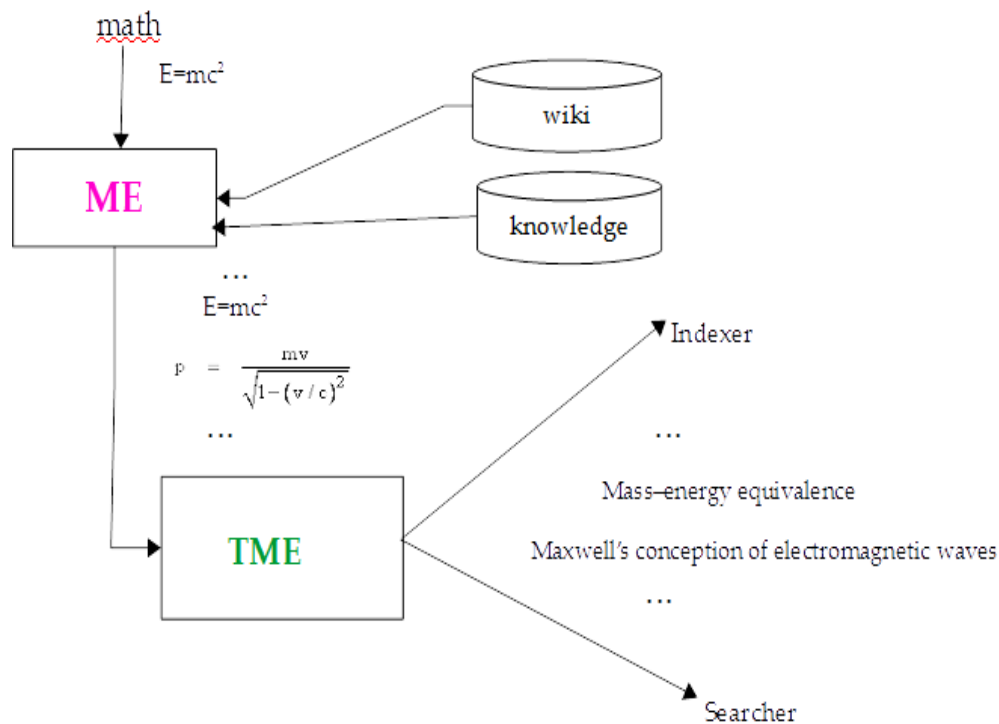 math
E=mc²
wiki
ME
knowledge
...
E=mc²
p = mv / √1-(v/c)²
...
Indexer
...
Mass–energy equivalence
TME
Maxwell's conception of electromagnetic waves
...
Searcher